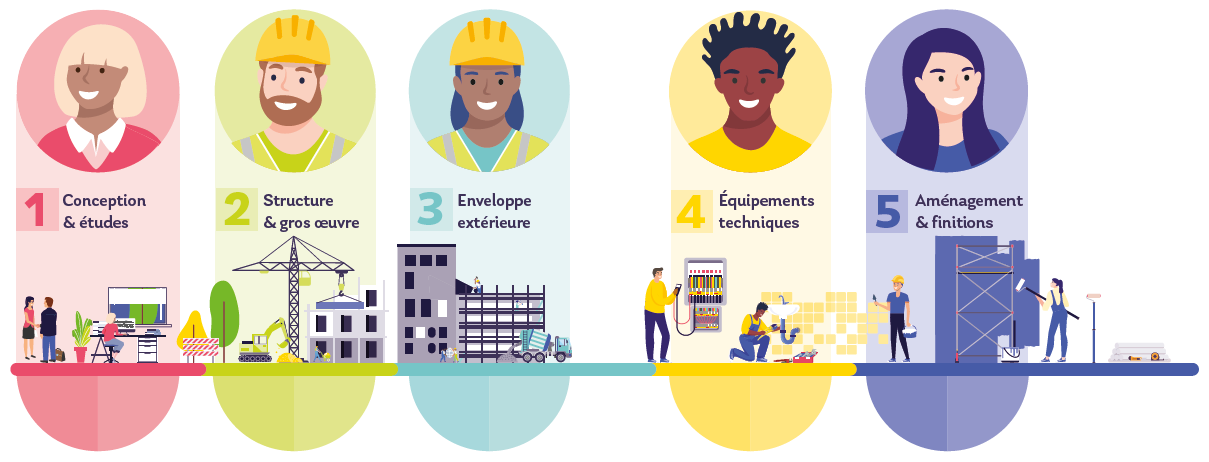 1 Conception
& études
2 Structure
& gros œuvre
3 Enveloppe
extérieure
4 Équipements
techniques
5 Aménagement
& finitions